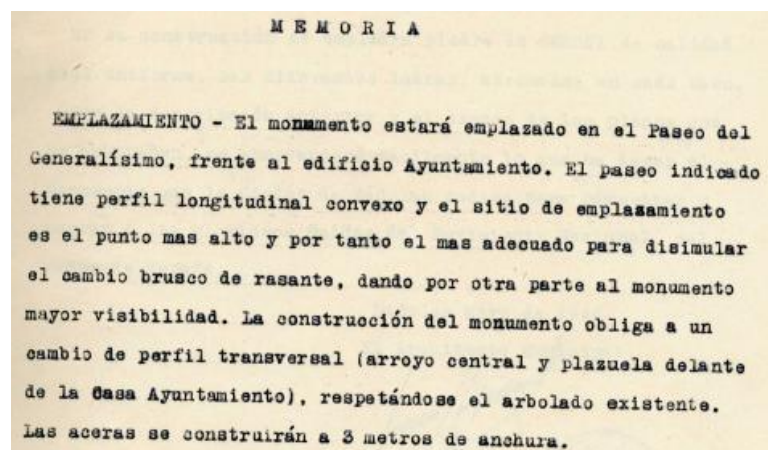 MEMORIA
EMPLAZAMIENTO - El monumento estará emplazado en el Paseo del
Generalísimo, frente al edificio Ayuntamiento. El paseo indicado
tiene perfil longitudinal convexo y el sitio de emplazamiento
es el punto mas alto y por tanto el mas adecuado para disimular
el cambio brusco de rasante, dando por otra parte al monumento
mayor visibilidad. La construcción del monumento obliga a un
cambio de perfil transversal (arroyo central y plazuela delante
de la Casa Ayuntamiento), respetándose el arbolado existente.
Las aceras se construirán a 3 metros de anchura.